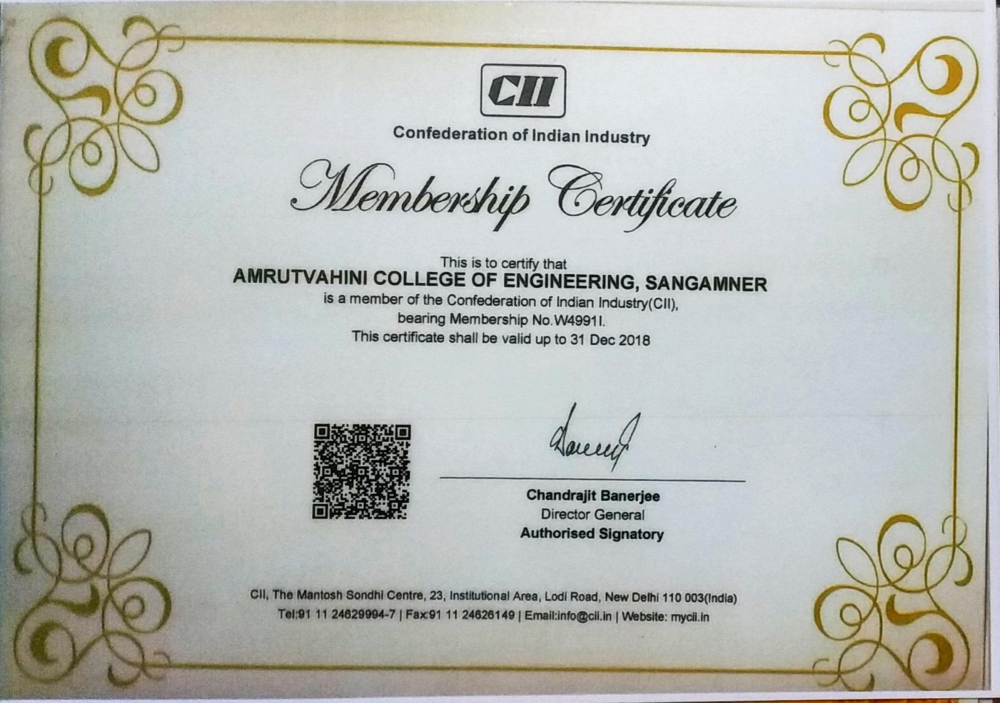 CII
Confederation of Indian Industry
Membership Certificate
This is to certify that
AMRUTVAHINI COLLEGE OF ENGINEERING, SANGAMNER
is a member of the Confederation of Indian Industry(CII),
bearing Membership No.W4991I.
This certificate shall be valid up to 31 Dec 2018
Chandrajit Banerjee
Director General
Authorised Signatory
CII, The Mantosh Sondhi Centre, 23, Institutional Area, Lodi Road, New Delhi 110 003(India)
Tel:91 11 24629994-7 | Fax:91 11 24626149 | Email:info@cii.in | Website: mycii.in